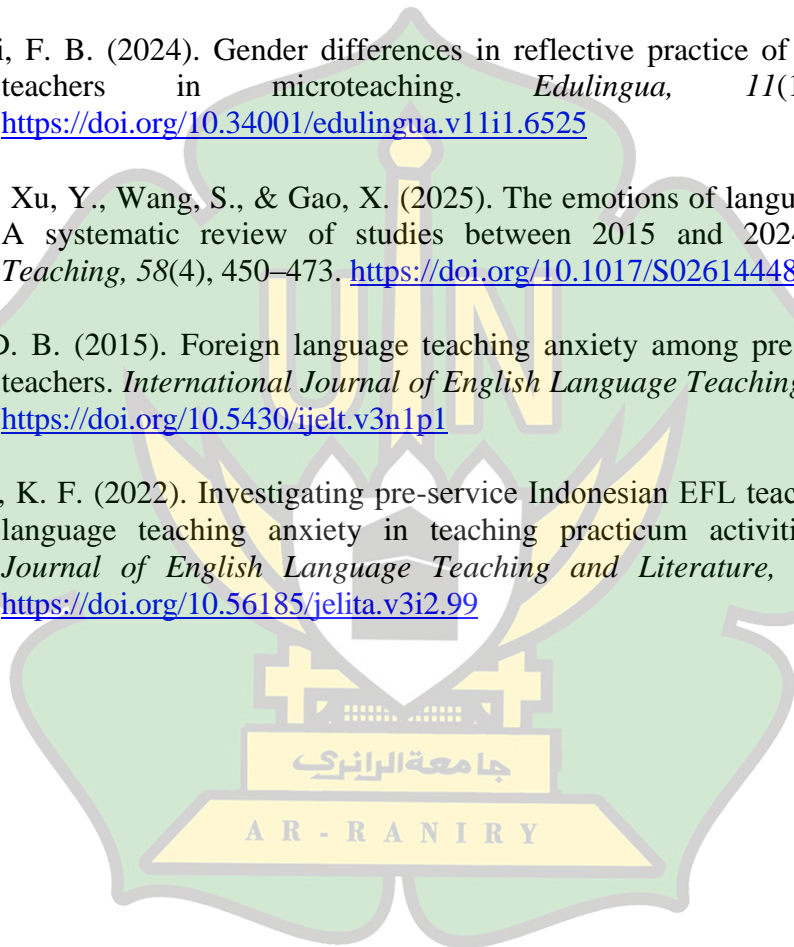 i, F. B. (2024). Gender differences in reflective practice of
teachers in microteaching. Edulingua, 11(1
https://doi.org/10.34001/edulingua.v11i1.6525
Xu, Y., Wang, S., & Gao, X. (2025). The emotions of langu
A systematic review of studies between 2015 and 2024
Teaching, 58(4), 450–473. https://doi.org/10.1017/S02614448
D. B. (2015). Foreign language teaching anxiety among pre
teachers. International Journal of English Language Teaching
https://doi.org/10.5430/ijelt.v3n1p1
, K. F. (2022). Investigating pre-service Indonesian EFL teac
language teaching anxiety in teaching practicum activiti
Journal of English Language Teaching and Literature,
https://doi.org/10.56185/jelita.v3i2.99
UIN
جامعة الرانري
AR-RANIRY